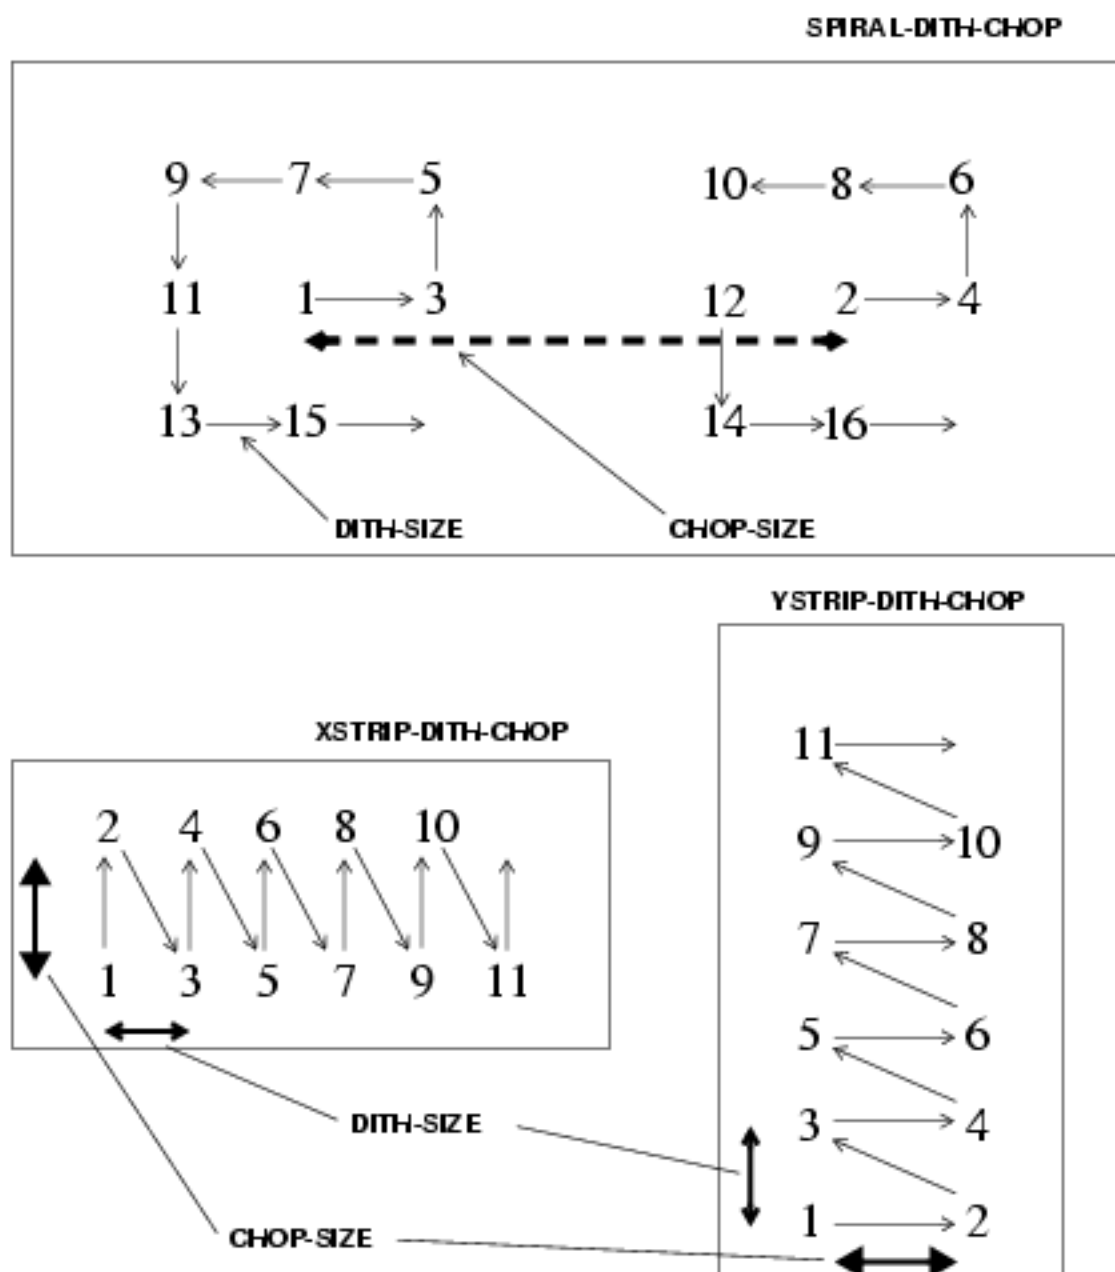 SPIRAL-DITH-CHOP
9 7 5 10 8 6
11 1 3 12 2 4
13 15 14 16
DITH-SIZE CHOP-SIZE
YSTRIP-DITH-CHOP
XSTRIP-DITH-CHOP
2 4 6 8 10
1 3 5 7 9 11
11
9 10
7 8
5 6
3 4
1 2
DITH-SIZE
CHOP-SIZE